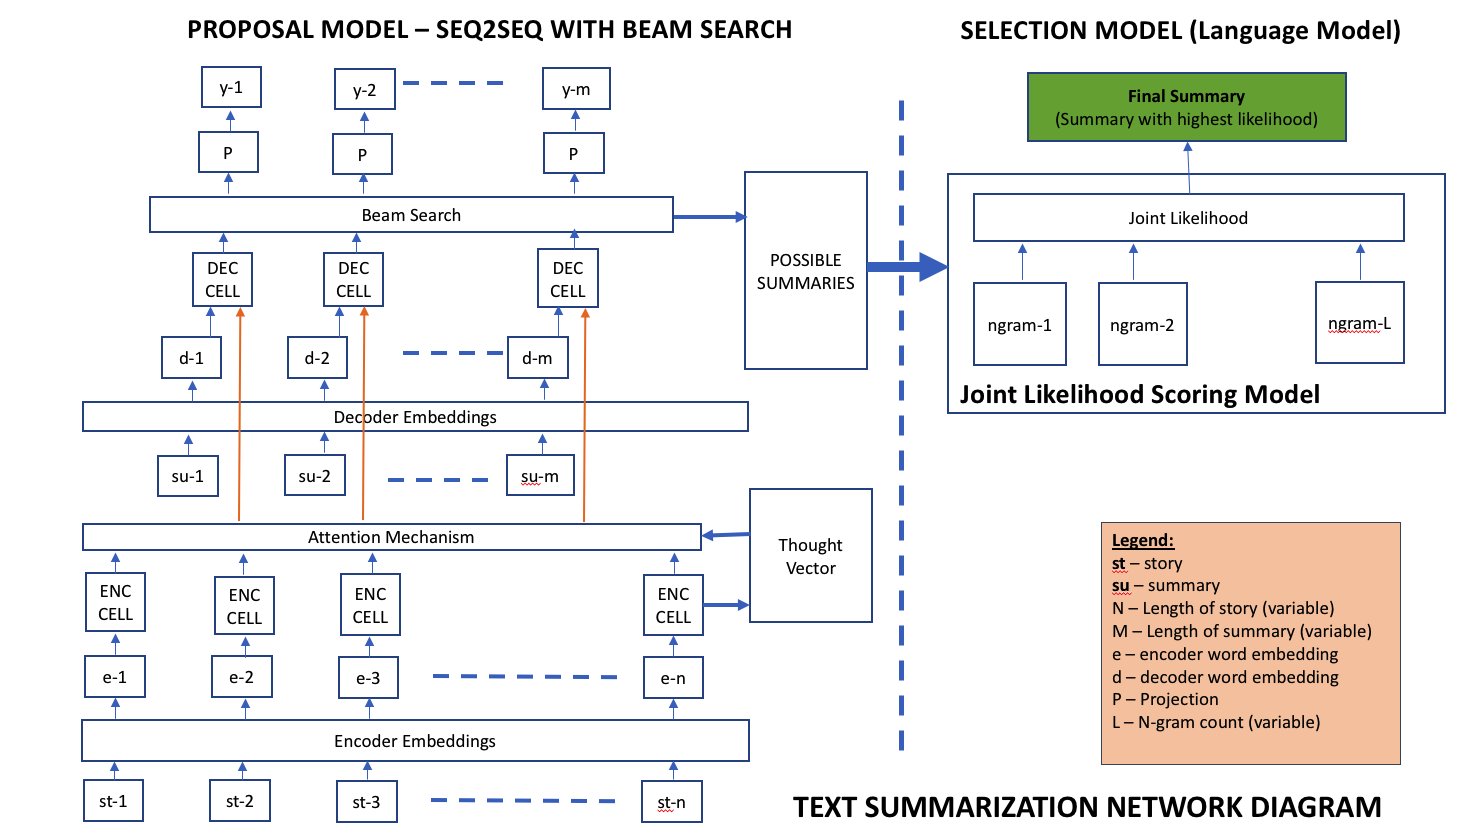 PROPOSAL MODEL – SEQ2SEQ WITH BEAM SEARCH
y-1
y-2
y-m
P
P
P
Beam Search
DEC
CELL
DEC
CELL
DEC
CELL
d-1
d-2
d-m
Decoder Embeddings
su-1
su-2
su-m
Attention Mechanism
ENC
CELL
ENC
CELL
ENC
CELL
ENC
CELL
e-1
e-2
e-3
e-n
Encoder Embeddings
st-1
st-2
st-3
st-n
POSSIBLE
SUMMARIES
Thought
Vector
SELECTION MODEL (Language Model)
Final Summary
(Summary with highest likelihood)
Joint Likelihood
ngram-1
ngram-2
ngram-L
Joint Likelihood Scoring Model
Legend:
st – story
su – summary
N – Length of story (variable)
M – Length of summary (variable)
e – encoder word embedding
d – decoder word embedding
P – Projection
L – N-gram count (variable)
TEXT SUMMARIZATION NETWORK DIAGRAM